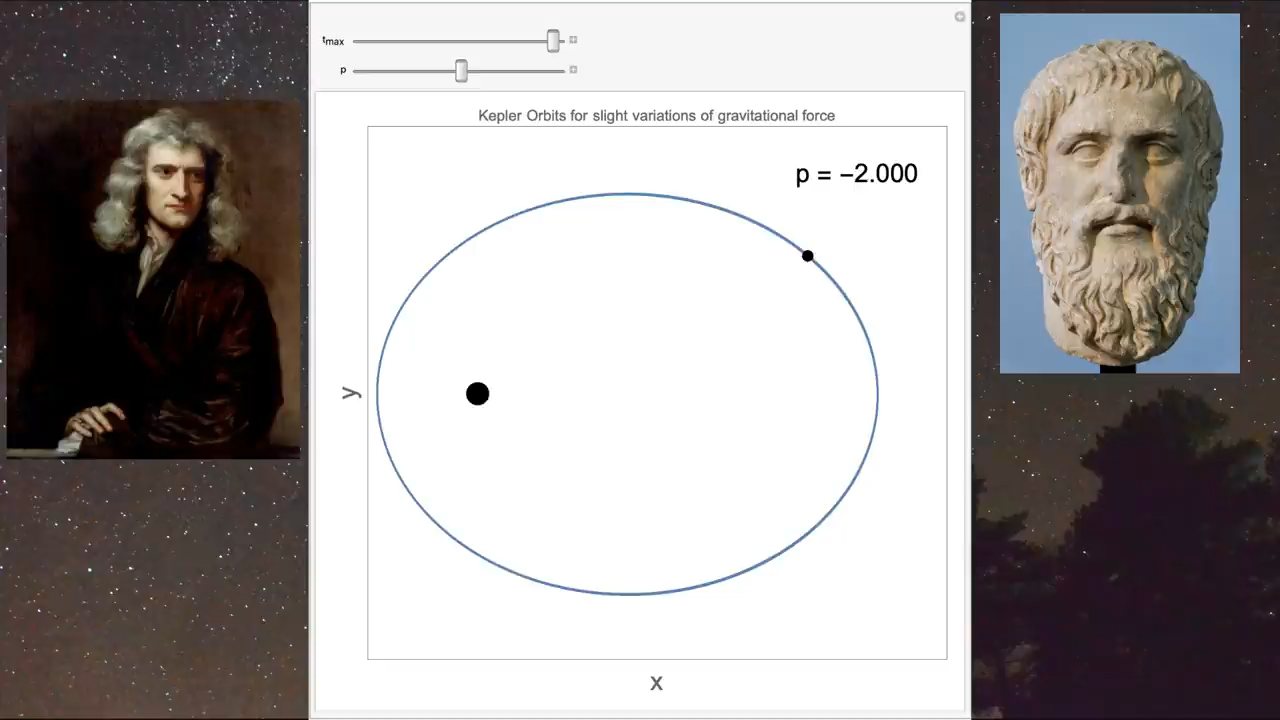 tmax
p
Kepler Orbits for slight variations of gravitational force
p = −2.000
y
x